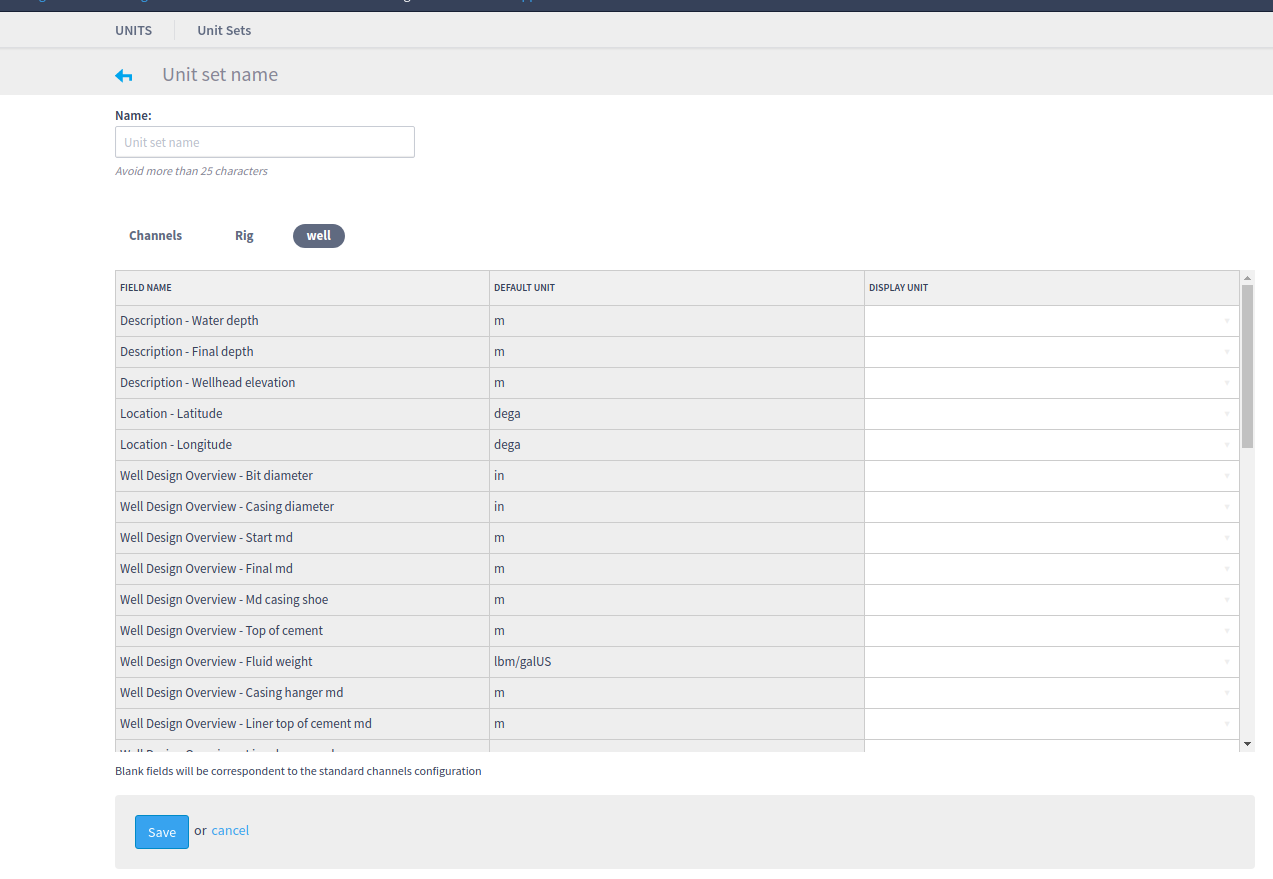 UNITS Unit Sets
Unit set name
Name:
Unit set name
Avoid more than 25 characters
Channels Rig well
FIELD NAME DEFAULT UNIT DISPLAY UNIT
Description - Water depth m
Description - Final depth m
Description - Wellhead elevation m
Location - Latitude dega
Location - Longitude dega
Well Design Overview - Bit diameter in
Well Design Overview - Casing diameter in
Well Design Overview - Start md m
Well Design Overview - Final md m
Well Design Overview - Md casing shoe m
Well Design Overview - Top of cement m
Well Design Overview - Fluid weight lbm/galUS
Well Design Overview - Casing hanger md m
Well Design Overview - Liner top of cement md m
Blank fields will be correspondent to the standard channels configuration
Save or cancel